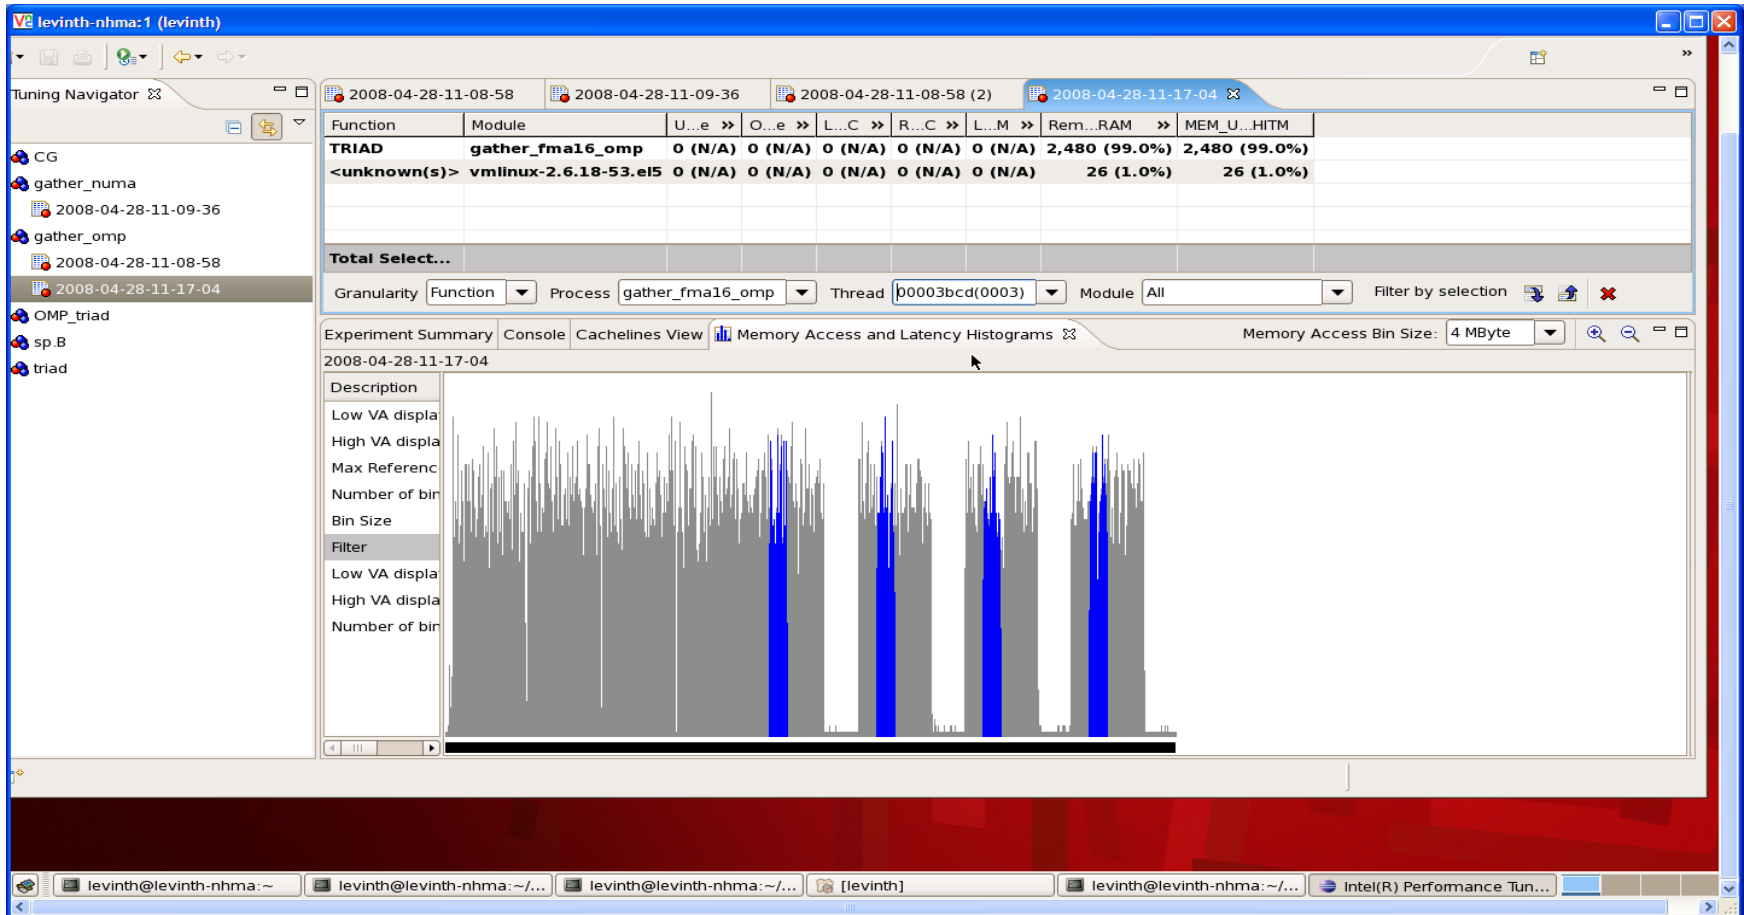 levinth-nhma:1 (levinth)
Tuning Navigator
2008-04-28-11-08-58
2008-04-28-11-09-36
2008-04-28-11-08-58 (2)
2008-04-28-11-17-04
CG
gather_numa
2008-04-28-11-09-36
gather_omp
2008-04-28-11-08-58
2008-04-28-11-17-04
OMP_triad
sp.B
triad
Function Module U...e » O...e » L...C » R...C » L...M » Rem...RAM » MEM_U...HITM
TRIAD gather_fma16_omp 0 (N/A) 0 (N/A) 0 (N/A) 0 (N/A) 0 (N/A) 2,480 (99.0%) 2,480 (99.0%)
<unknown(s)> vmlinux-2.6.18-53.el5 0 (N/A) 0 (N/A) 0 (N/A) 0 (N/A) 0 (N/A) 26 (1.0%) 26 (1.0%)
Total Select...
Granularity Function Process gather_fma16_omp Thread 00003bcd(0003) Module All Filter by selection
Experiment Summary Console Cachelines View Memory Access and Latency Histograms Memory Access Bin Size: 4 MByte
2008-04-28-11-17-04
Description
Low VA displa
High VA displa
Max Referenc
Number of bin
Bin Size
Filter
Low VA displa
High VA displa
Number of bin
levinth@levinth-nhma:~
levinth@levinth-nhma:~/...
levinth@levinth-nhma:~/...
[levinth]
levinth@levinth-nhma:~/...
Intel(R) Performance Tun...